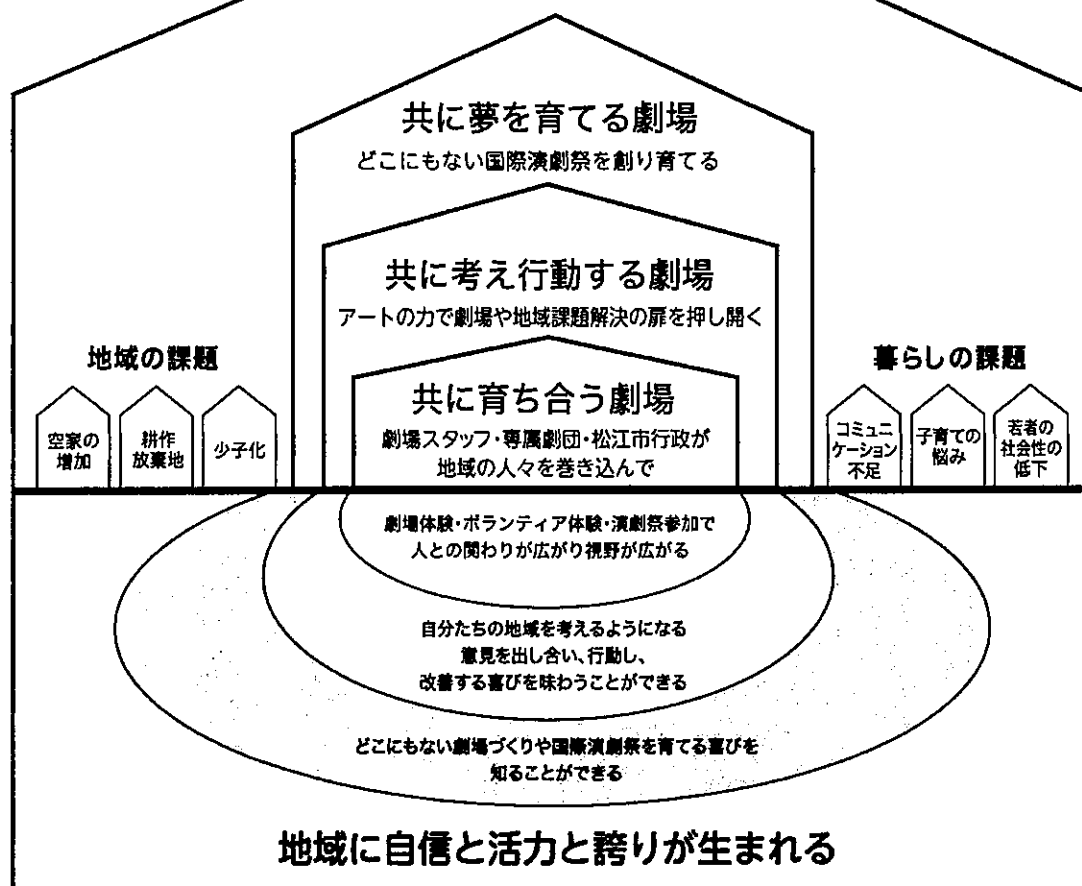 共に夢を育てる劇場
どこにもない国際演劇祭を創り育てる
共に考え行動する劇場
アートの力で劇場や地域課題解決の扉を押し開く
共に育ち合う劇場
劇場スタッフ・専属劇団・松江市行政が
地域の人々を巻き込んで
地域の課題
空家の
増加
耕作
放棄地
少子化
暮らしの課題
コミュニ
ケーション
不足
子育ての
悩み
若者の
社会性の
低下
劇場体験・ボランティア体験・演劇祭参加で
人との関わりが広がり視野が広がる
自分たちの地域を考えるようになる
意見を出し合い、行動し、
改善する喜びを味わうことができる
どこにもない劇場づくりや国際演劇祭を育てる喜びを
知ることができる
地域に自信と活力と誇りが生まれる